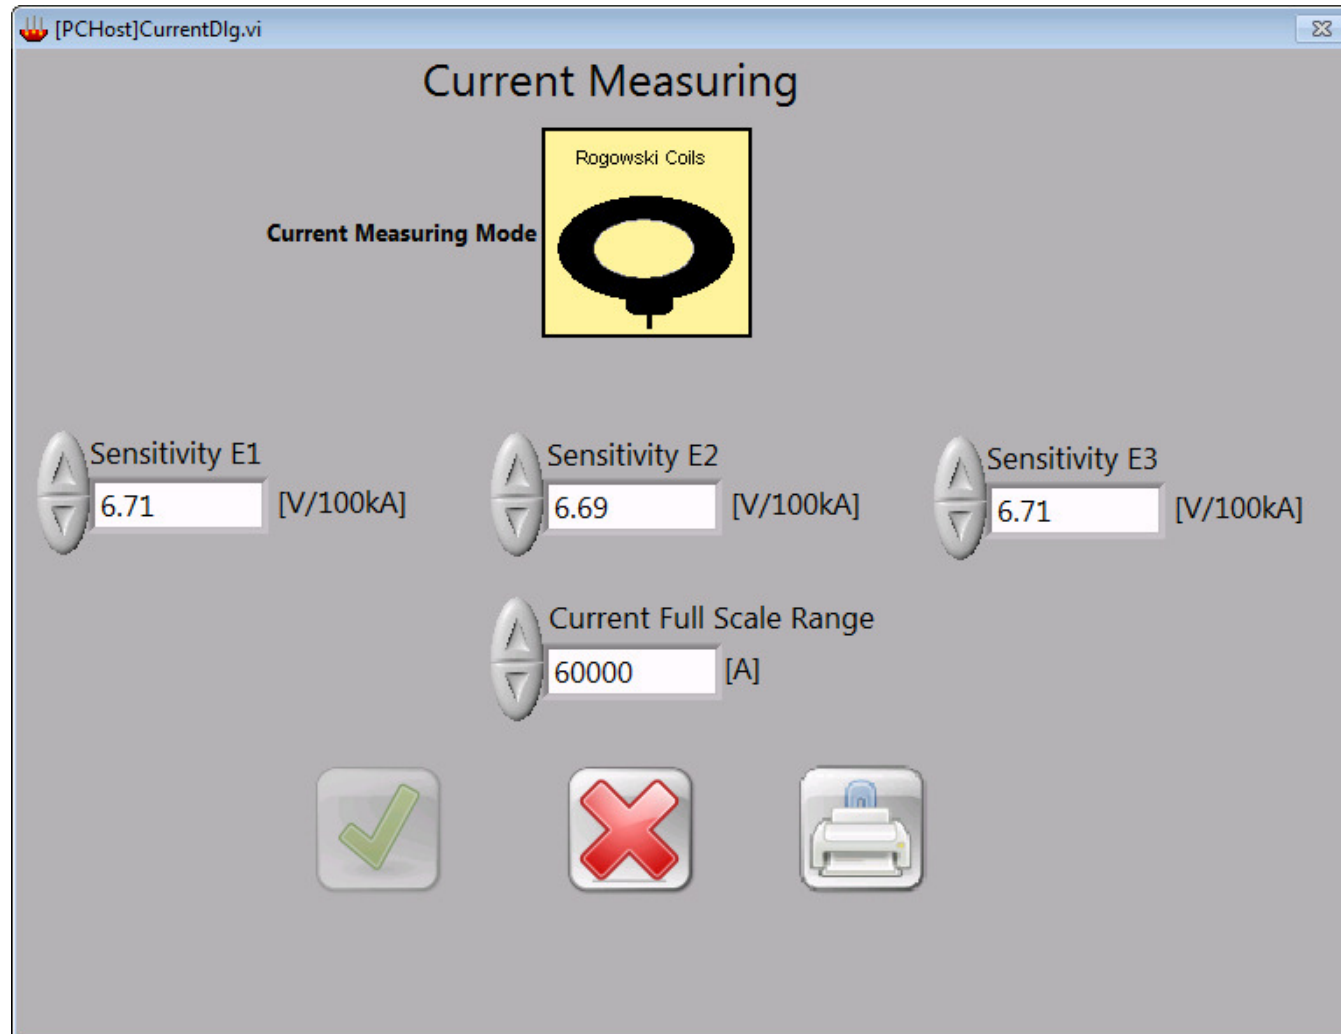 [PCHost]CurrentDlg.vi
Current Measuring
Rogowski Coils
Current Measuring Mode
Sensitivity E1
6.71 [V/100kA]
Sensitivity E2
6.69 [V/100kA]
Sensitivity E3
6.71 [V/100kA]
Current Full Scale Range
60000 [A]